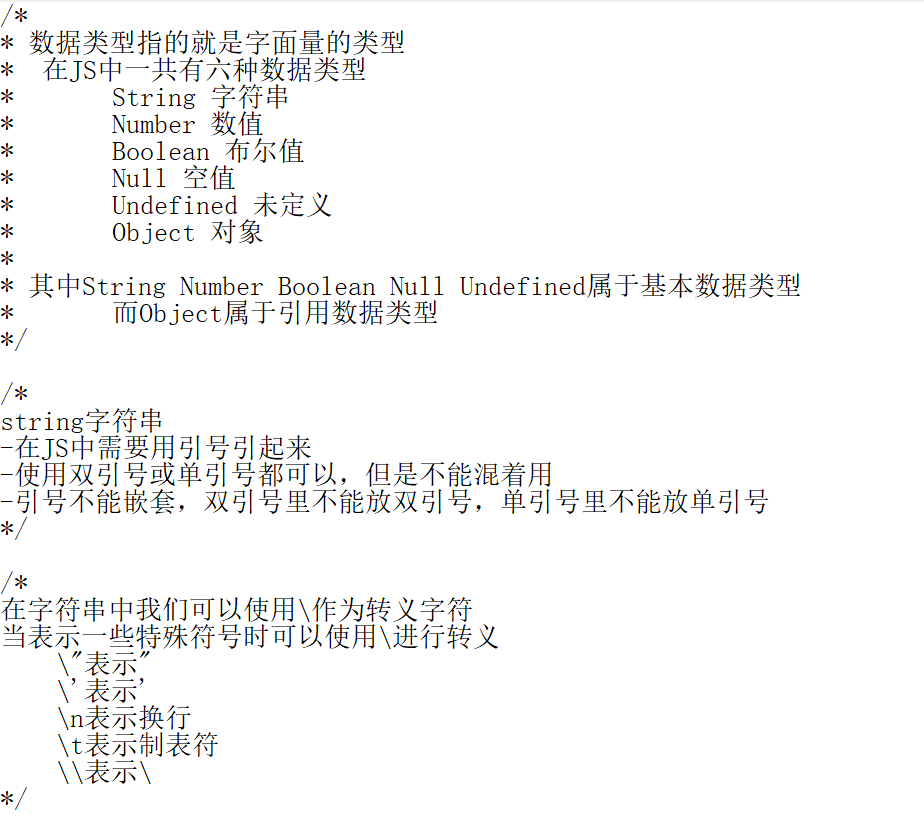 /*
* 数据类型指的就是字面量的类型
*  在JS中一共有六种数据类型
*       String 字符串
*       Number 数值
*       Boolean 布尔值
*       Null 空值
*       Undefined 未定义
*       Object 对象
*
* 其中String Number Boolean Null Undefined属于基本数据类型
*       而Object属于引用数据类型
*/

/*
string字符串
-在JS中需要用引号引起来
-使用双引号或单引号都可以，但是不能混着用
-引号不能嵌套，双引号里不能放双引号，单引号里不能放单引号
*/

/*
在字符串中我们可以使用\作为转义字符
当表示一些特殊符号时可以使用\进行转义
    \"表示"
    \'表示'
    \n表示换行
    \t表示制表符
    \\表示\
*/